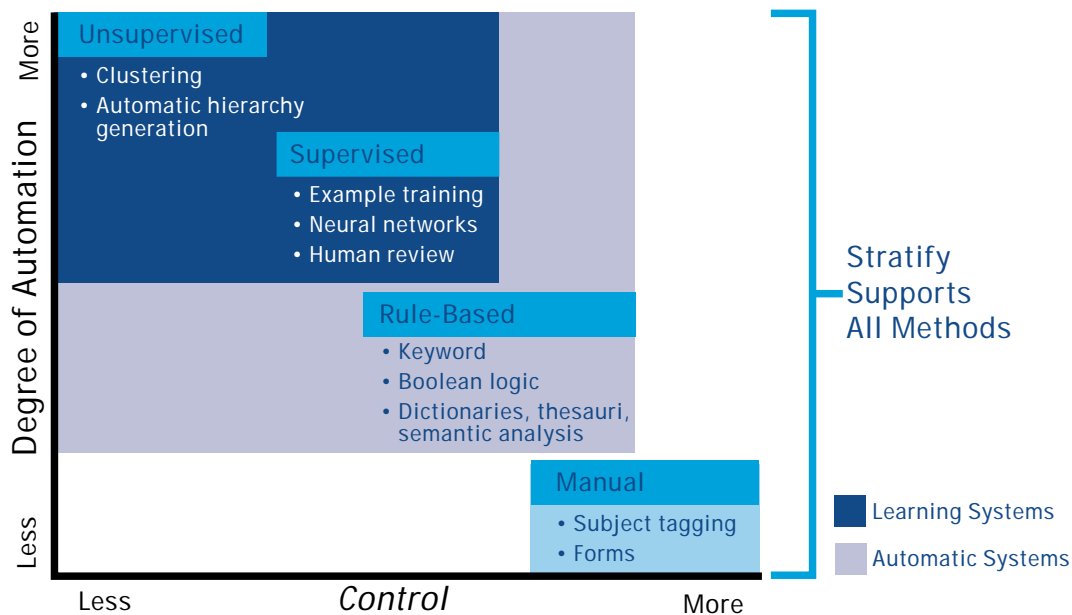 More
Degree of Automation
Less
Unsupervised
• Clustering
• Automatic hierarchy
generation
Supervised
• Example training
• Neural networks
• Human review
Rule-Based
• Keyword
• Boolean logic
• Dictionaries, thesauri,
semantic analysis
Manual
• Subject tagging
• Forms
Less
Control
More
Stratify
Supports
All Methods
Learning Systems
Automatic Systems